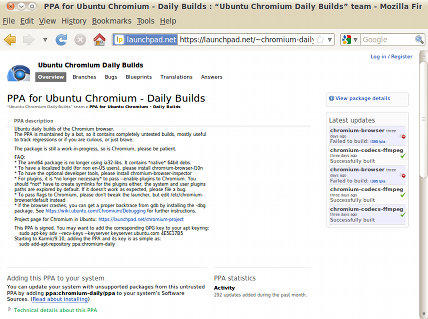 PPA for Ubuntu Chromium - Daily Builds : “Ubuntu Chromium Daily Builds” team - Mozilla Fir
File Edit View History Bookmarks Tools Help
lp launchpad.net https://launchpad.net/~chromium-daily
Google
Log in / Register
Ubuntu Chromium Daily Builds
Overview Branches Bugs Blueprints Translations Answers
PPA for Ubuntu Chromium - Daily Builds
"Ubuntu Chromium Daily Builds" team » PPA for Ubuntu Chromium - Daily Builds
View package details
PPA description
Ubuntu daily builds of the Chromium browser.
The PPA is maintained by a bot, so it contains completely untested builds, mostly useful
to track regressions or if you are curious, or just brave.
The package is still a work-in-progress, so is Chromium, please be patient.
FAQ:
* The amd64 package is no longer using ia32-libs. It contains *native* 64bit debs.
* To have a localized build (for non en-US users), please install chromium-browser-l10n
* To have the optional developer tools, please install chromium-browser-inspector
* For plugins, it is *no longer necessary* to pass --enable-plugins to Chromium. You
should *not* have to create symlinks for the plugins either, the system and user plugins
paths are explored by default. If it doesn't work as expected, please file a bug.
* To pass flags to Chromium, please don't tweak the launcher, but edit /etc/chromium-
browser/default instead
* If the browser crashes, you can get a proper backtrace from gdb by installing the -dbg
package. See https://wiki.ubuntu.com/Chromium/Debugging for further instructions.
Project page for Chromium in Ubuntu: https://launchpad.net/chromium-project
This PPA is signed. You may want to add the corresponding GPG key to your apt keyring:
sudo apt-key adv --recv-keys --keyserver keyserver.ubuntu.com 4E5E17B5
Starting to Karmic/9.10, adding the PPA and its key is as simple as:
sudo add-apt-repository ppa:chromium-daily
Latest updates
chromium-browser three
days ago
Failed to build: i386 lpia
chromium-codecs-ffmpeg
three days ago
Successfully built
chromium-browser three
days ago
Failed to build: i386 lpia
chromium-codecs-ffmpeg
three days ago
Successfully built
chromium-codecs-ffmpeg
three days ago
Successfully built
Adding this PPA to your system
You can update your system with unsupported packages from this untrusted
PPA by adding ppa:chromium-daily/ppa to your system's Software
Sources. (Read about installing)
Technical details about this PPA
PPA statistics
Activity
292 updates added during the past month.